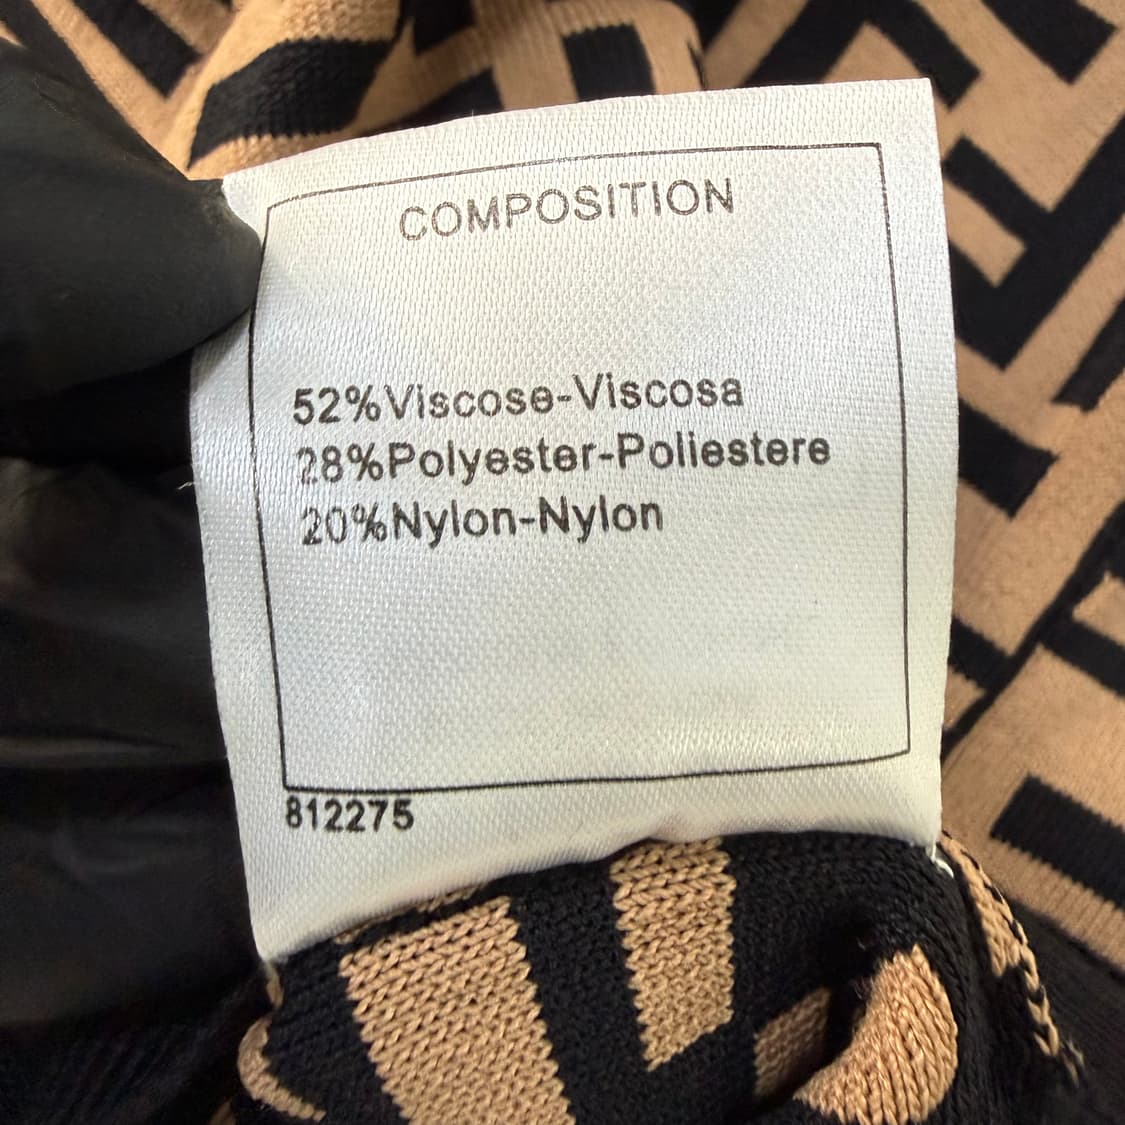 COMPOSITION
52%Viscose-Viscosa
28%Polyester-Poliestere
20%Nylon-Nylon
812275